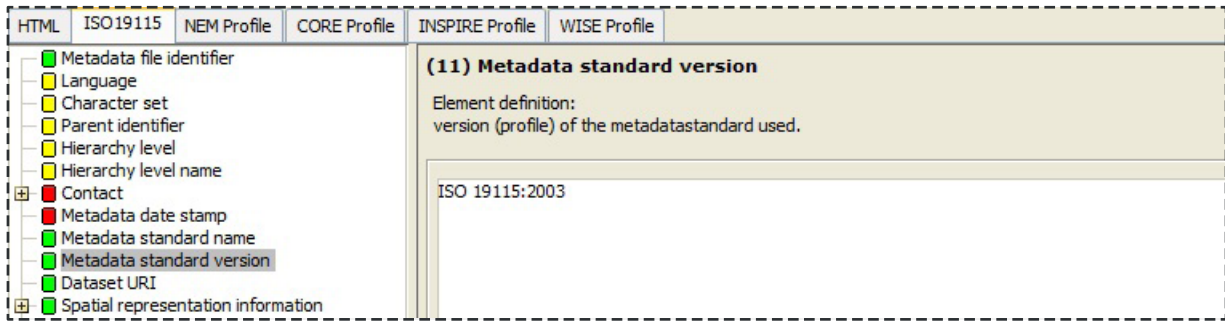 HTML ISO19115 NEM Profile CORE Profile INSPIRE Profile WISE Profile
Metadata file identifier
Language
Character set
Parent identifier
Hierarchy level
Hierarchy level name
Contact
Metadata date stamp
Metadata standard name
Metadata standard version
Dataset URI
Spatial representation information
(11) Metadata standard version
Element definition:
version (profile) of the metadatastandard used.
ISO 19115:2003